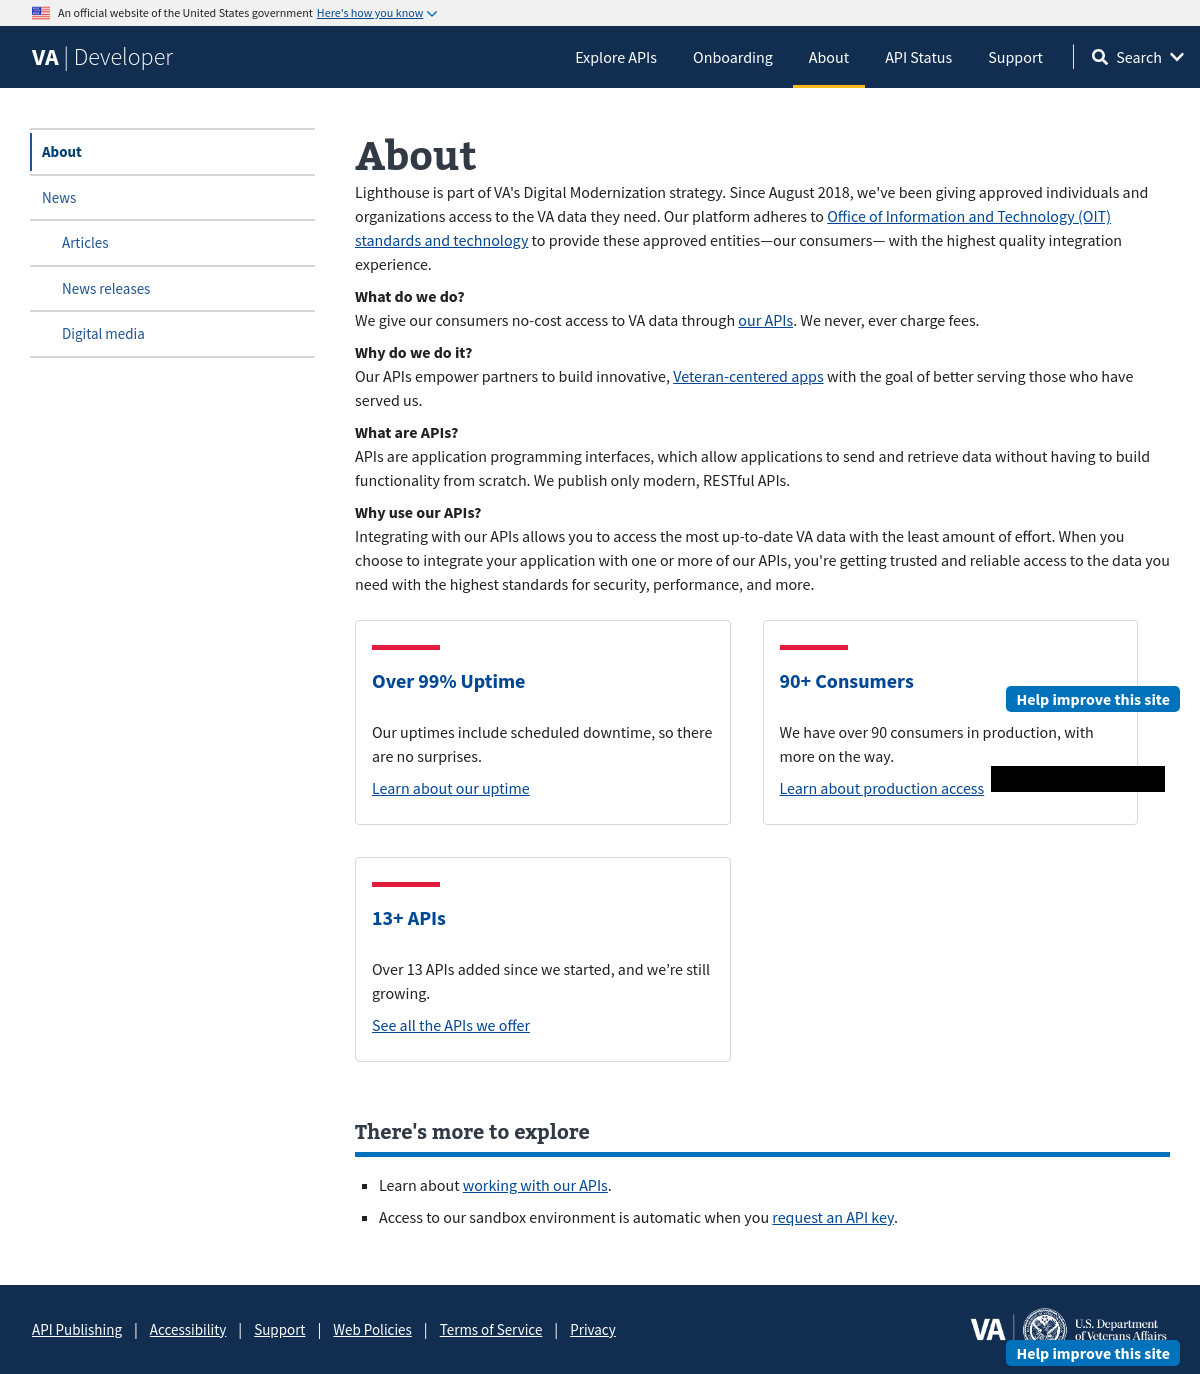 An official website of the United States government Here's how you know
VA | Developer
Explore APIs
Onboarding
About
API Status
Support
Search
About
News
Articles
News releases
Digital media
About
Lighthouse is part of VA's Digital Modernization strategy. Since August 2018, we've been giving approved individuals and
organizations access to the VA data they need. Our platform adheres to Office of Information and Technology (OIT)
standards and technology to provide these approved entities—our consumers— with the highest quality integration
experience.
What do we do?
We give our consumers no-cost access to VA data through our APIs. We never, ever charge fees.
Why do we do it?
Our APIs empower partners to build innovative, Veteran-centered apps with the goal of better serving those who have
served us.
What are APIs?
APIs are application programming interfaces, which allow applications to send and retrieve data without having to build
functionality from scratch. We publish only modern, RESTful APIs.
Why use our APIs?
Integrating with our APIs allows you to access the most up-to-date VA data with the least amount of effort. When you
choose to integrate your application with one or more of our APIs, you're getting trusted and reliable access to the data you
need with the highest standards for security, performance, and more.
Over 99% Uptime
Our uptimes include scheduled downtime, so there
are no surprises.
Learn about our uptime
90+ Consumers
Help improve this site
We have over 90 consumers in production, with
more on the way.
Learn about production access
13+ APIs
Over 13 APIs added since we started, and we’re still
growing.
See all the APIs we offer
There's more to explore
Learn about working with our APIs.
Access to our sandbox environment is automatic when you request an API key.
API Publishing | Accessibility | Support | Web Policies | Terms of Service | Privacy
VA
U.S. Department
of Veterans Affairs
Help improve this site